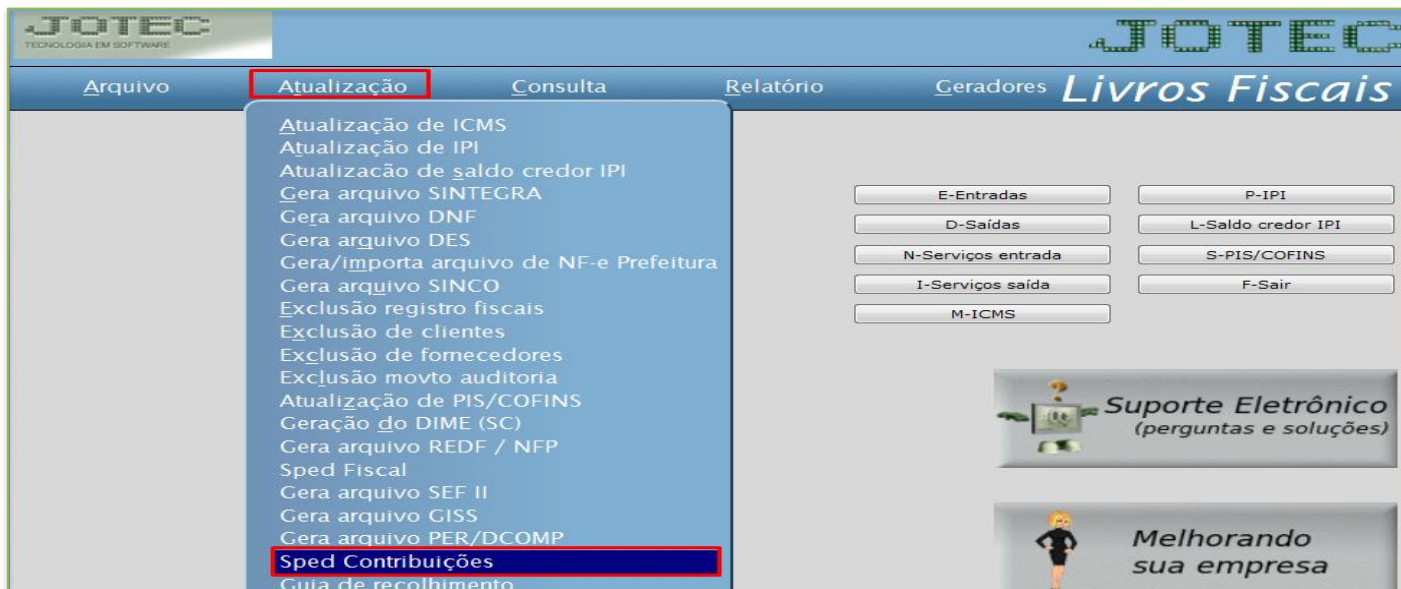 JOTEC
TECNOLOGIA EM SOFTWARE
JOTEC
Arquivo
Atualização
Consulta
Relatório
Geradores
Livros Fiscais
Atualização de ICMS
Atualização de IPI
Atualizacão de saldo credor IPI
Gera arquivo SINTEGRA
Gera arquivo DNF
Gera arquivo DES
Gera/importa arquivo de NF-e Prefeitura
Gera arquivo SINCO
Exclusão registro fiscais
Exclusão de clientes
Exclusão de fornecedores
Exclusão movto auditoria
Atualização de PIS/COFINS
Geração do DIME (SC)
Gera arquivo REDF / NFP
Sped Fiscal
Gera arquivo SEF II
Gera arquivo GISS
Gera arquivo PER/DCOMP
Sped Contribuições
Guia de recolhimento
E-Entradas
P-IPI
D-Saídas
L-Saldo credor IPI
N-Serviços entrada
S-PIS/COFINS
I-Serviços saída
F-Sair
M-ICMS
Suporte Eletrônico
(perguntas e soluções)
Melhorando
sua empresa